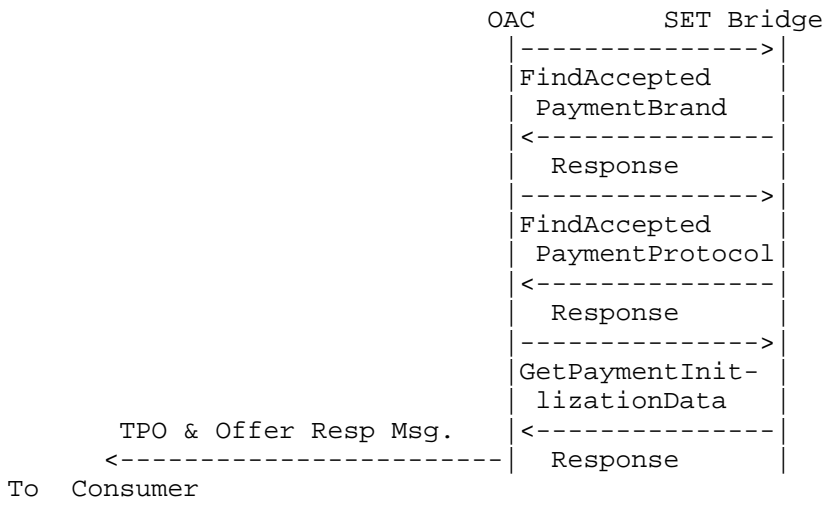 OAC        SET Bridge
|--------------->|
|FindAccepted    |
| PaymentBrand   |
|<---------------|
|  Response      |
|--------------->|
|FindAccepted    |
| PaymentProtocol|
|<---------------|
|  Response      |
|--------------->|
|GetPaymentInit- |
| lizationData   |
TPO & Offer Resp Msg.   |<---------------|
<------------------------|  Response      |
To  Consumer